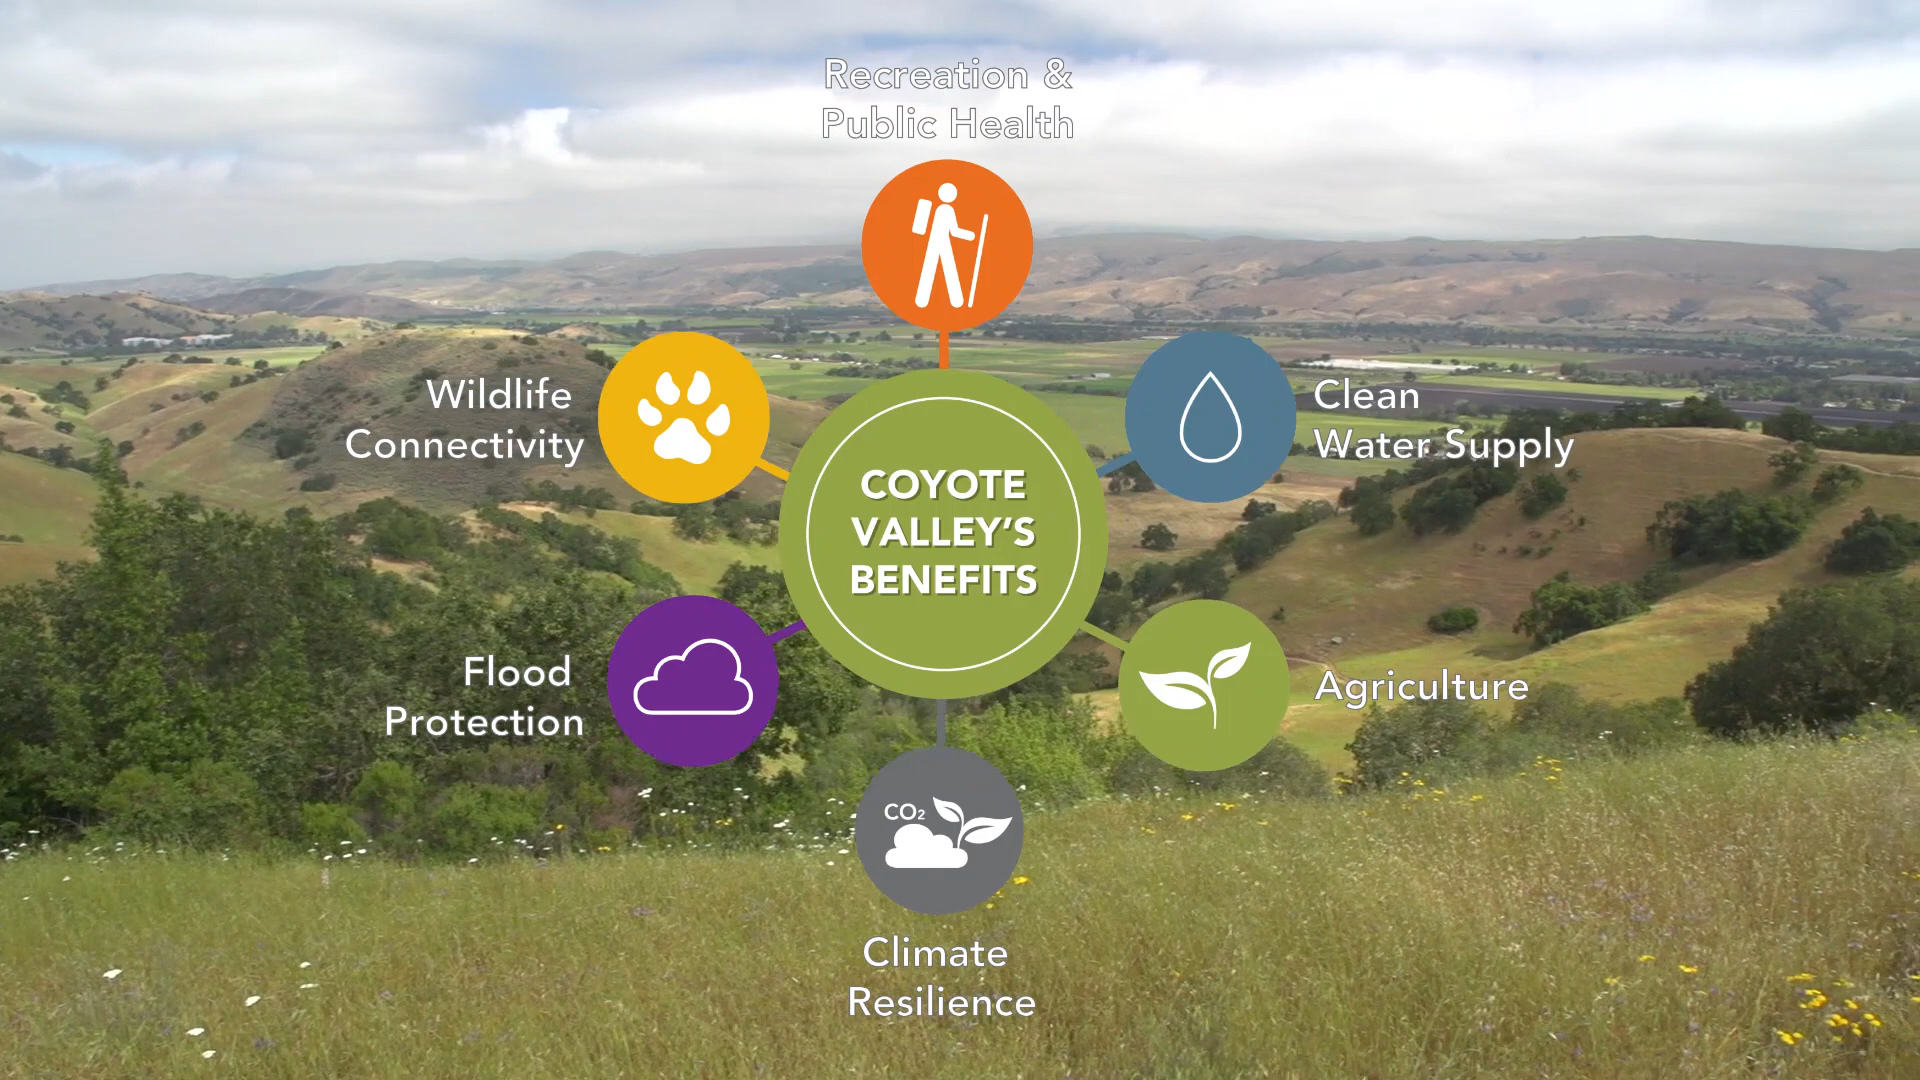 Recreation &
Public Health
Wildlife
Connectivity
Clean
Water Supply
COYOTE
VALLEY'S
BENEFITS
Flood
Protection
Agriculture
CO₂
Climate
Resilience